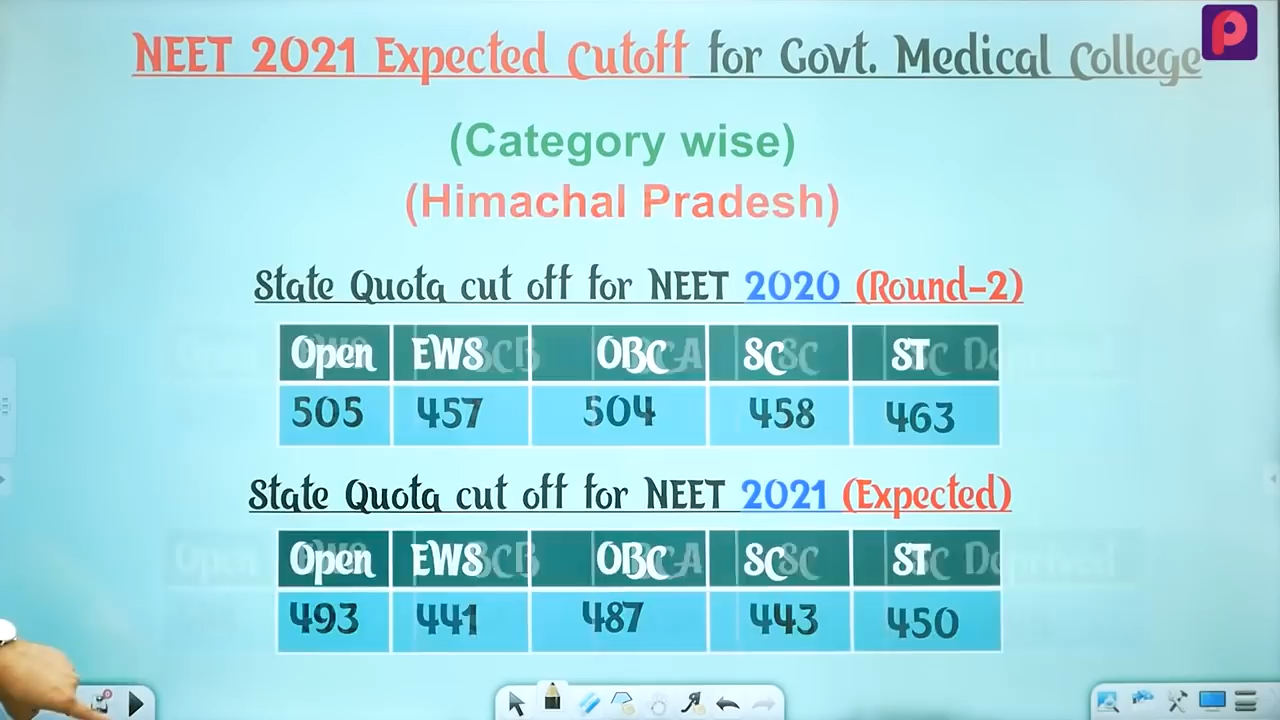 NEET 2021 Expected Cutoff for Govt. Medical College
(Category wise)
(Himachal Pradesh)
State Quota cut off for NEET 2020 (Round-2)
Open EWS OBC SC ST
505 457 504 458 463
State Quota cut off for NEET 2021 (Expected)
Open EWS OBC SC ST
493 441 487 443 450